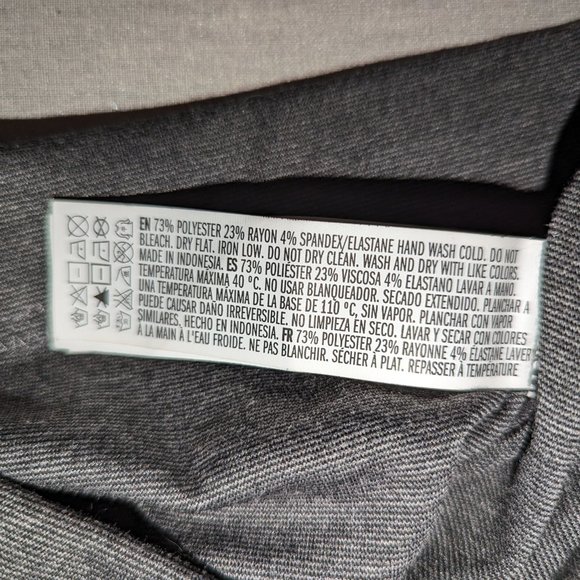 EN 73% POLYESTER 23% RAYON 4% SPANDEX/ELASTANE HAND WASH COLD. DO NOT
BLEACH. DRY FLAT. IRON LOW. DO NOT DRY CLEAN. WASH AND DRY WITH LIKE COLORS.
MADE IN INDONESIA. ES 73% POLIÉSTER 23% VISCOSA 4% ELASTANO LAVAR A MANO.
TEMPERATURA MÁXIMA 40 °C. NO USAR BLANQUEADOR. SECADO EXTENDIDO. PLANCHAR A
UNA TEMPERATURA MÁXIMA DE LA BASE DE 110 °C, SIN VAPOR. PLANCHAR CON VAPOR
PUEDE CAUSAR DAÑO IRREVERSIBLE. NO LIMPIEZA EN SECO. LAVAR Y SECAR CON COLORES
SIMILARES. HECHO EN INDONESIA. FR 73% POLYESTER 23% RAYONNE 4% ÉLASTANE LAVER
À LA MAIN À L'EAU FROIDE. NE PAS BLANCHIR. SÉCHER À PLAT. REPASSER À TEMPÉRATURE